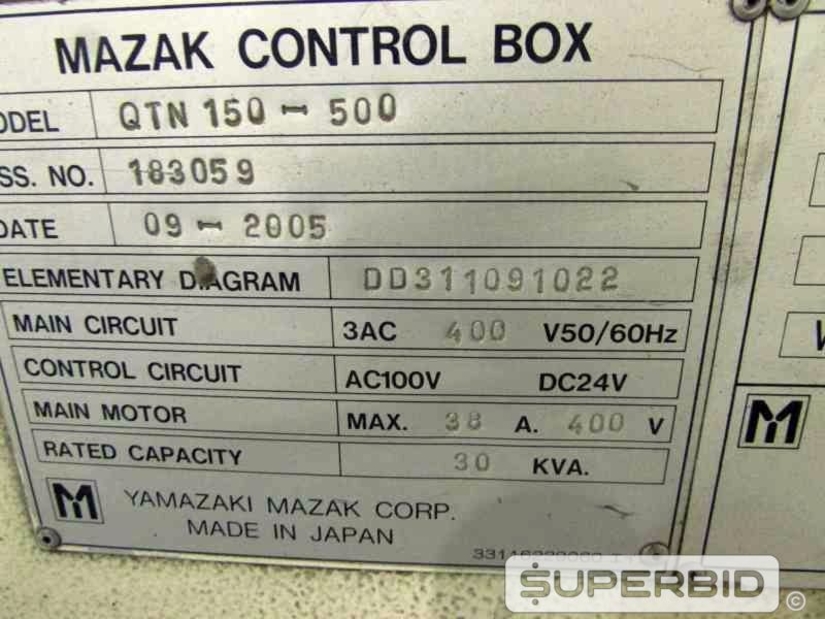 MAZAK CONTROL BOX
ODEL QTN 150-500
SS. NO. 183059
DATE 09-2005
ELEMENTARY DIAGRAM DD311091022
MAIN CIRCUIT 3AC 400 V50/60Hz
CONTROL CIRCUIT AC100V DC24V
MAIN MOTOR MAX. 38 A. 400 V
RATED CAPACITY 30 KVA.
M YAMAZAKI MAZAK CORP.
MADE IN JAPAN
M
SUPERBID ©